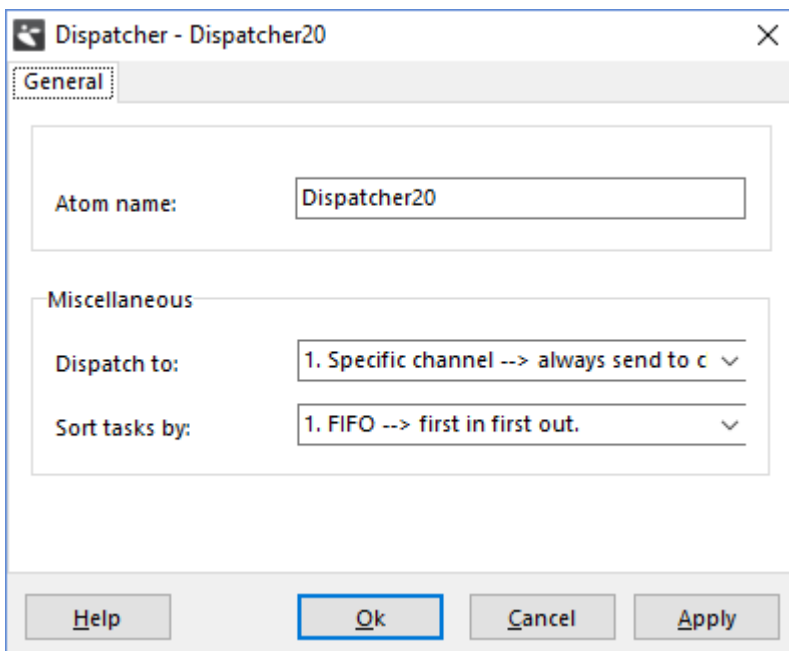 Dispatcher - Dispatcher20
General
Atom name:
Dispatcher20
Miscellaneous
Dispatch to:
1. Specific channel --> always send to c
Sort tasks by:
1. FIFO --> first in first out.
Help
Ok
Cancel
Apply